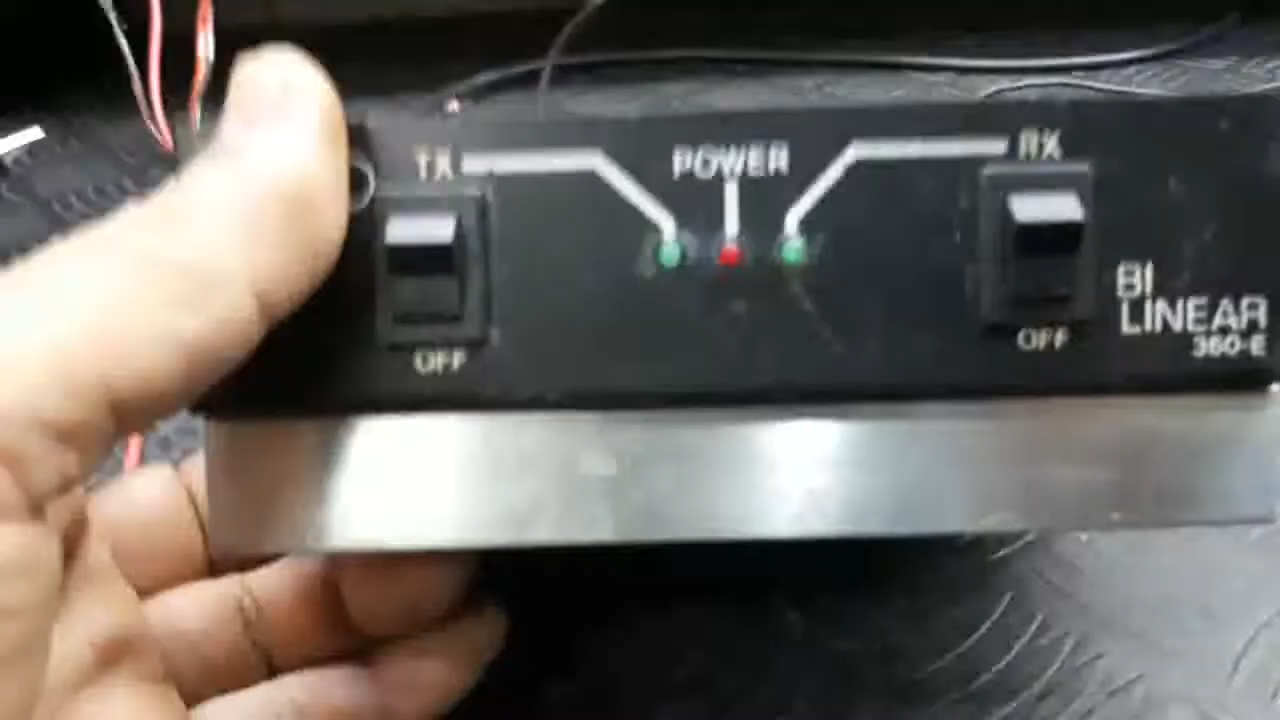 TX
POWER
RX
OFF
OFF
BI
LINEAR
360-E